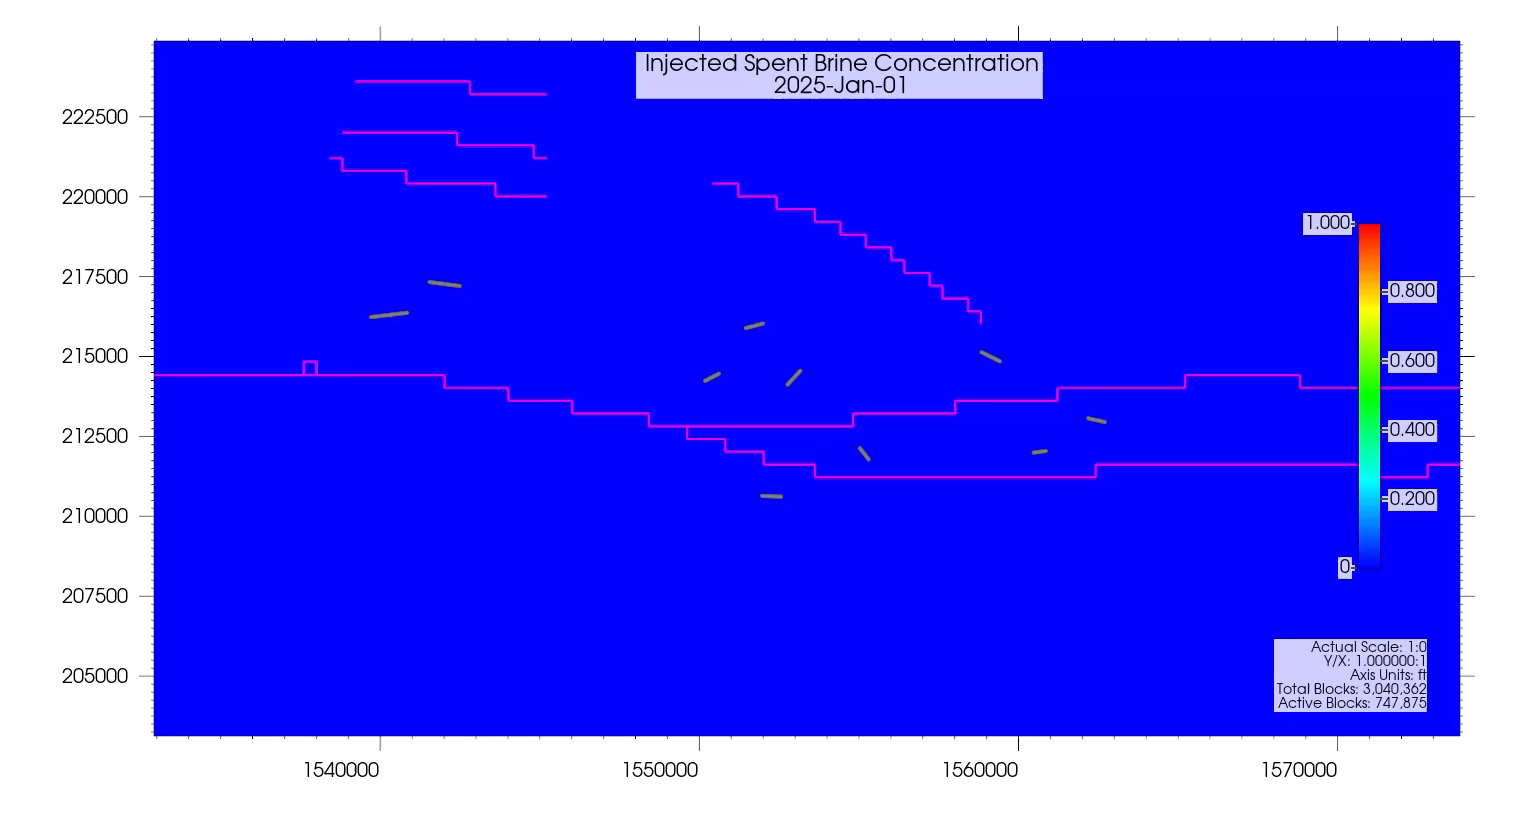 Injected Spent Brine Concentration
2025-Jan-01
222500
220000
217500
215000
212500
210000
207500
205000
1540000
1550000
1560000
1570000
1.000
0.800
0.600
0.400
0.200
0
Actual Scale: 1:0
Y/X: 1.000000:1
Axis Units: ft
Total Blocks: 3,040,362
Active Blocks: 747,875